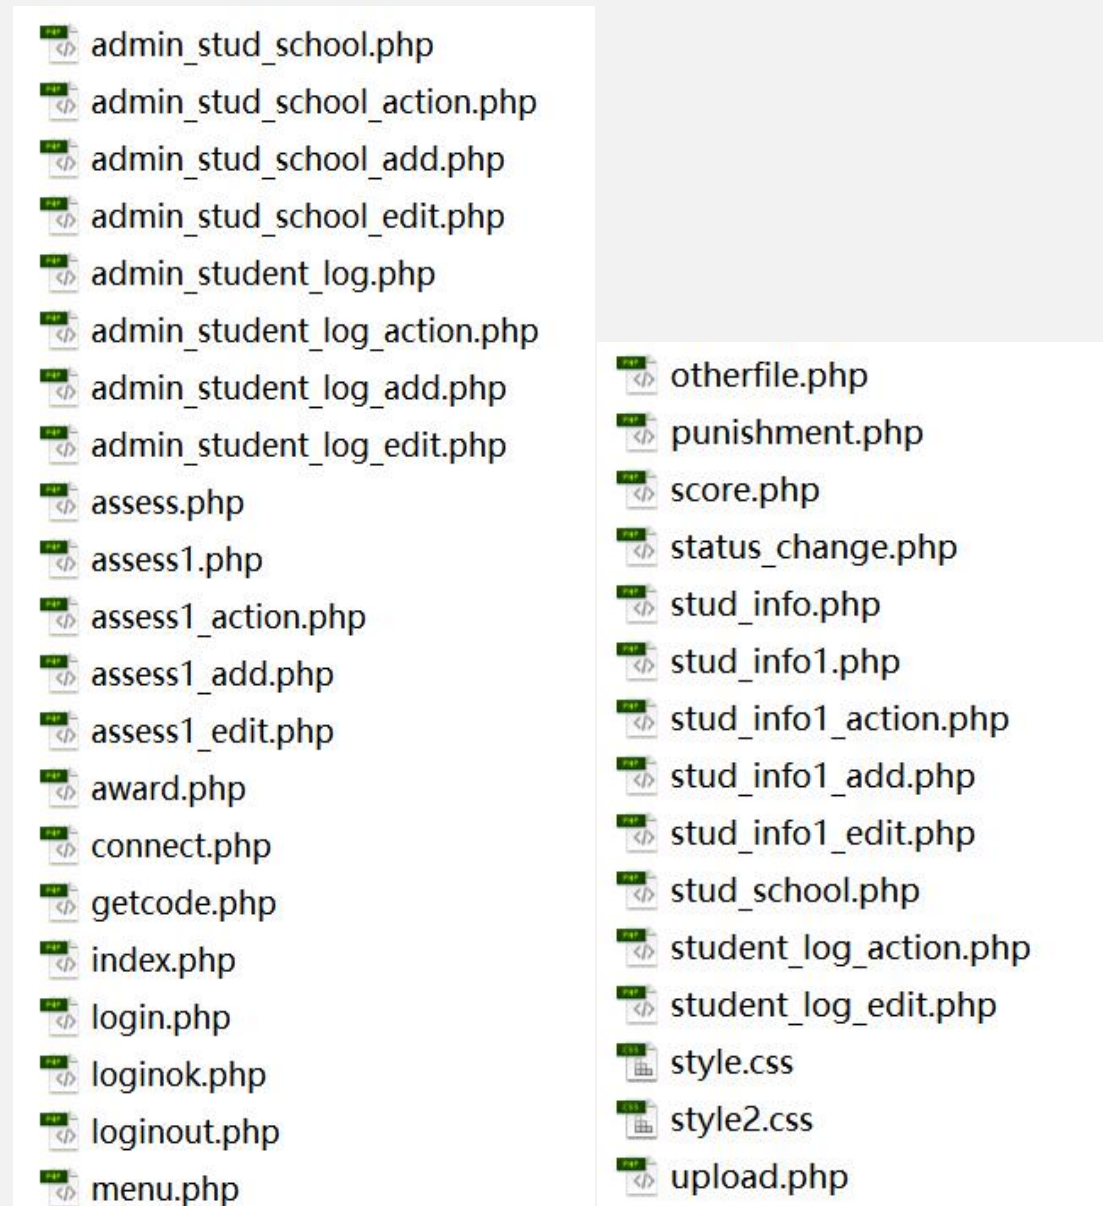 admin_stud_school.php
admin_stud_school_action.php
admin_stud_school_add.php
admin_stud_school_edit.php
admin_student_log.php
admin_student_log_action.php
admin_student_log_add.php
admin_student_log_edit.php
assess.php
assess1.php
assess1_action.php
assess1_add.php
assess1_edit.php
award.php
connect.php
getcode.php
index.php
login.php
loginok.php
loginout.php
menu.php
otherfile.php
punishment.php
score.php
status_change.php
stud_info.php
stud_info1.php
stud_info1_action.php
stud_info1_add.php
stud_info1_edit.php
stud_school.php
student_log_action.php
student_log_edit.php
style.css
style2.css
upload.php